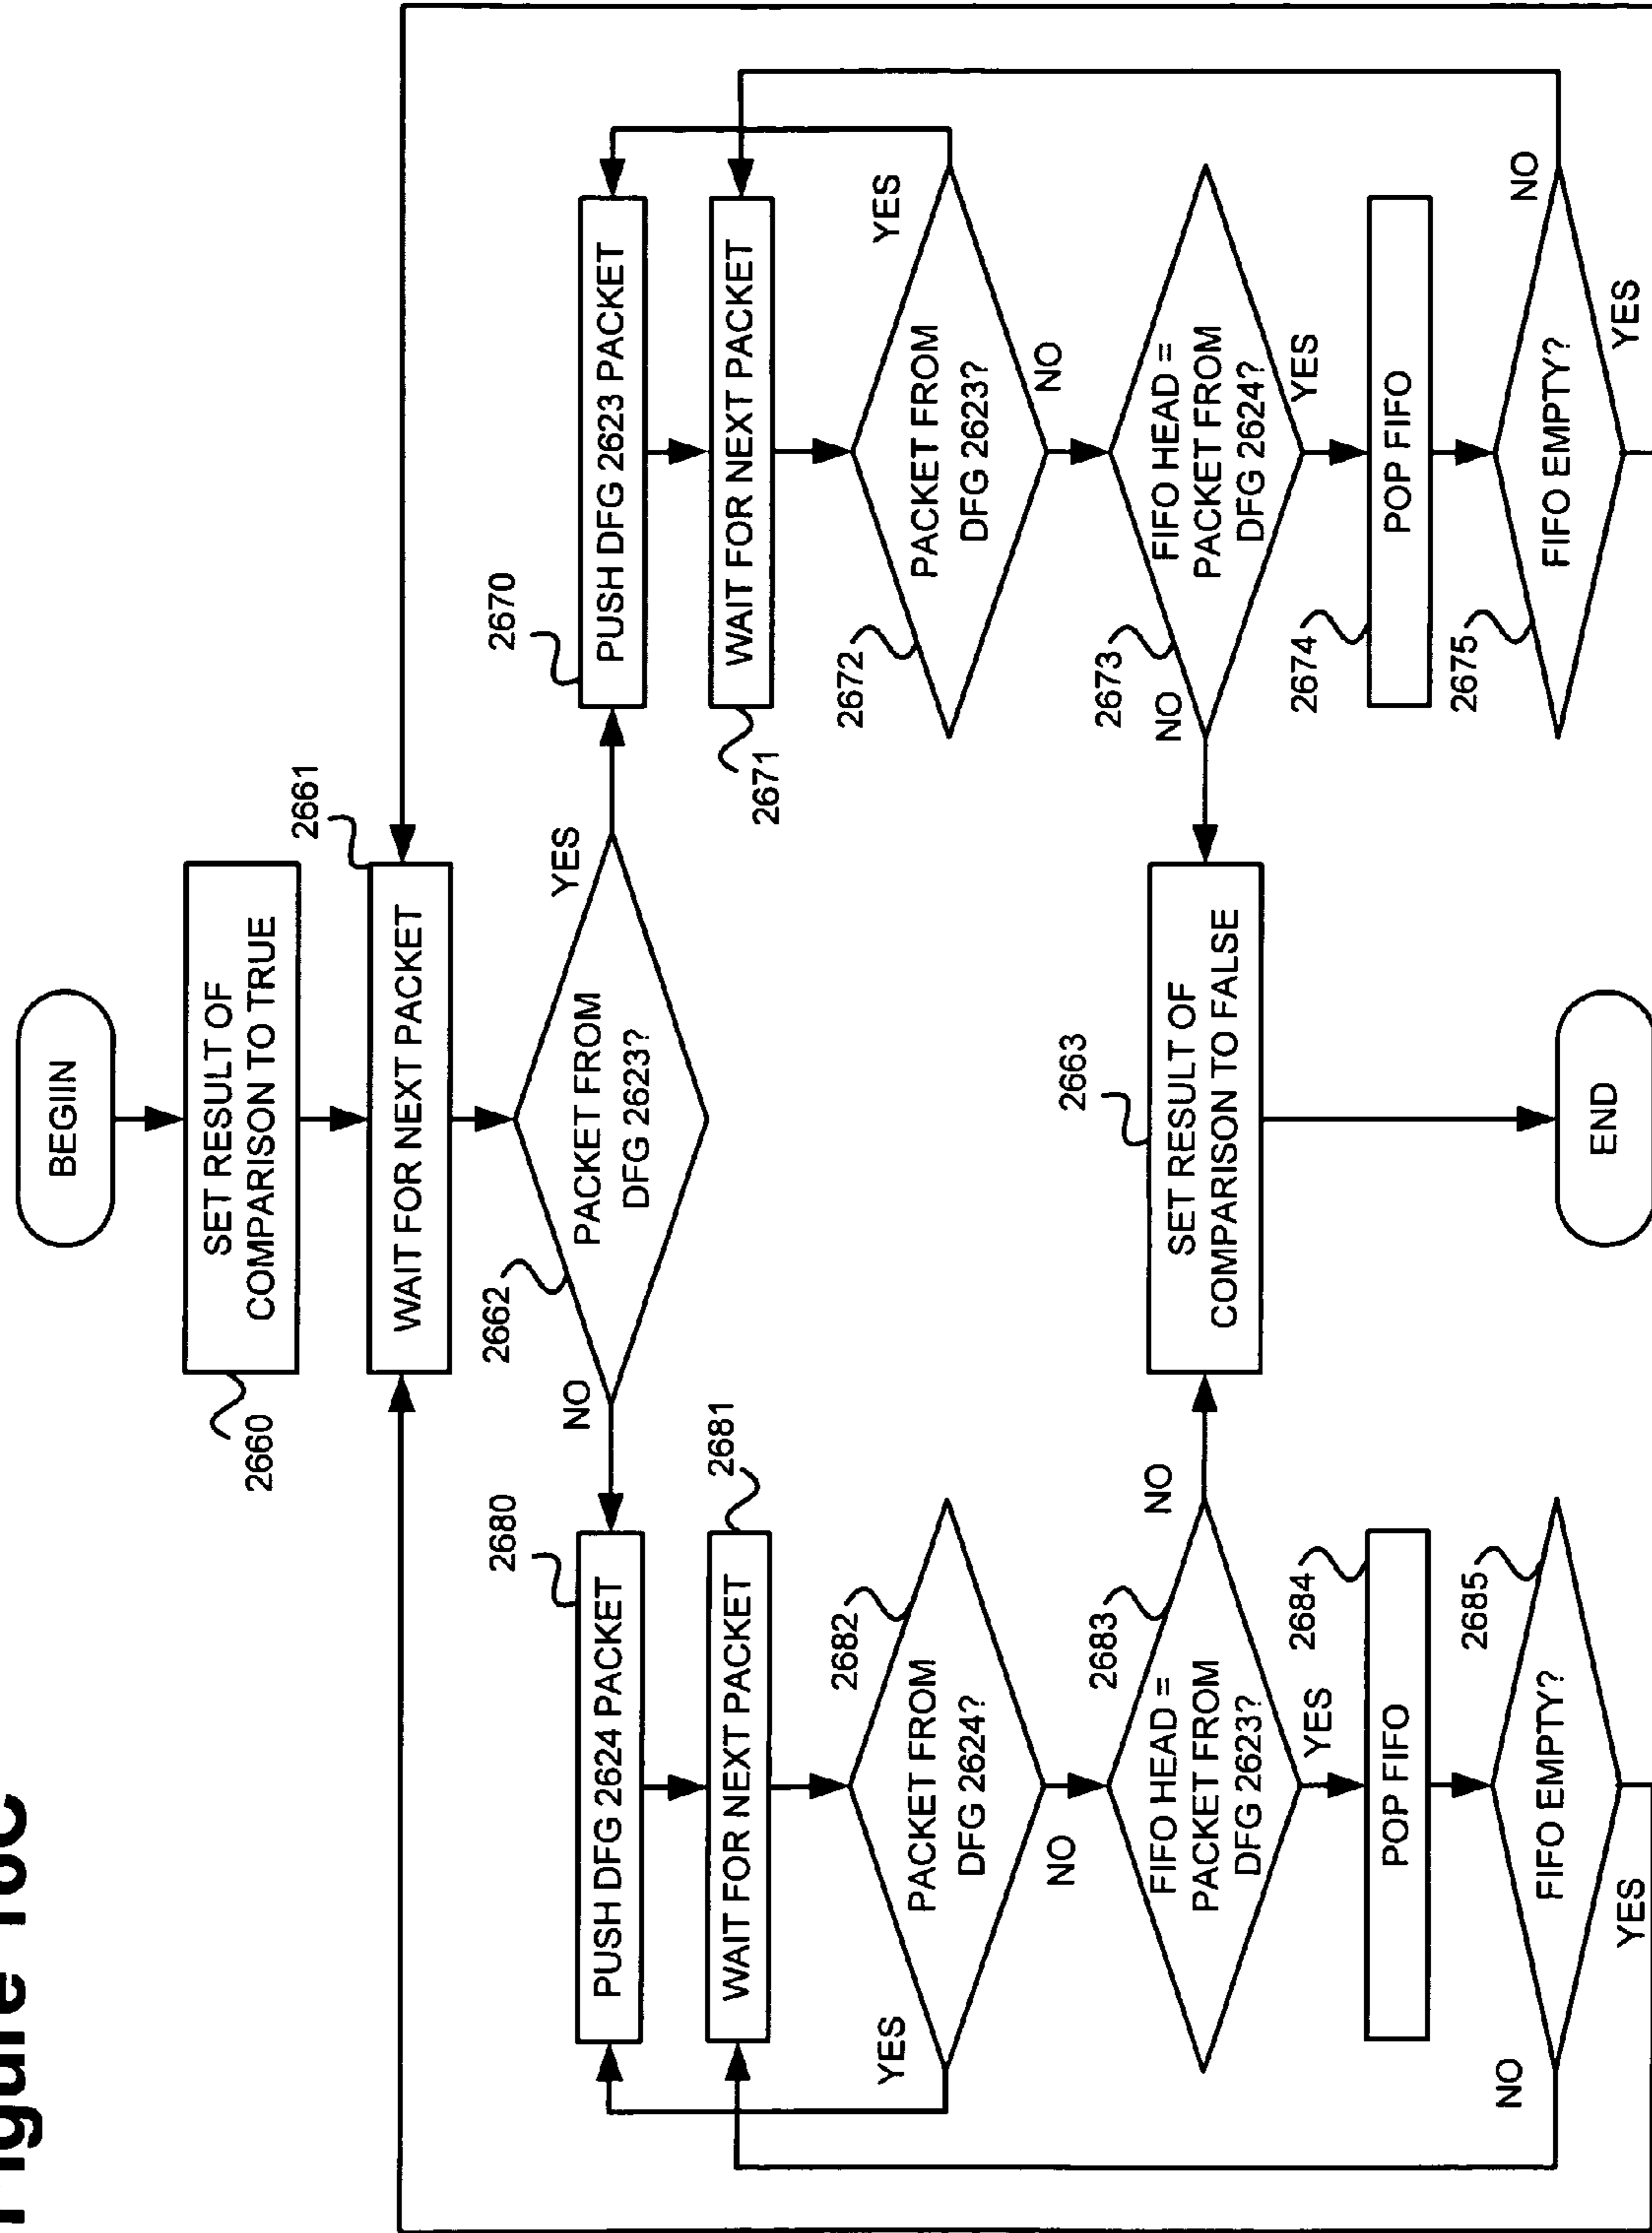 Figure
BEGIN
SET RESULT OF
COMPARISON TO TRUE
2660
WAIT FOR NEXT PACKET
2661
PACKET FROM
DFG 2623?
2662
NO
YES
PUSH DFG 2624 PACKET
2680
WAIT FOR NEXT PACKET
2681
PACKET FROM
DFG 2624?
2682
YES
NO
FIFO HEAD =
PACKET FROM
DFG 2623?
2683
NO
YES
POP FIFO
2684
FIFO EMPTY?
2685
NO
YES
SET RESULT OF
COMPARISON TO FALSE
2663
END
PUSH DFG 2623 PACKET
2670
WAIT FOR NEXT PACKET
2671
PACKET FROM
DFG 2623?
2672
YES
NO
FIFO HEAD =
PACKET FROM
DFG 2624?
2673
NO
YES
POP FIFO
2674
FIFO EMPTY?
2675
NO
YES